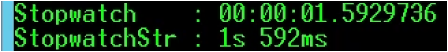 Stopwatch    : 00:00:01.5929736
StopwatchStr : 1s 592ms